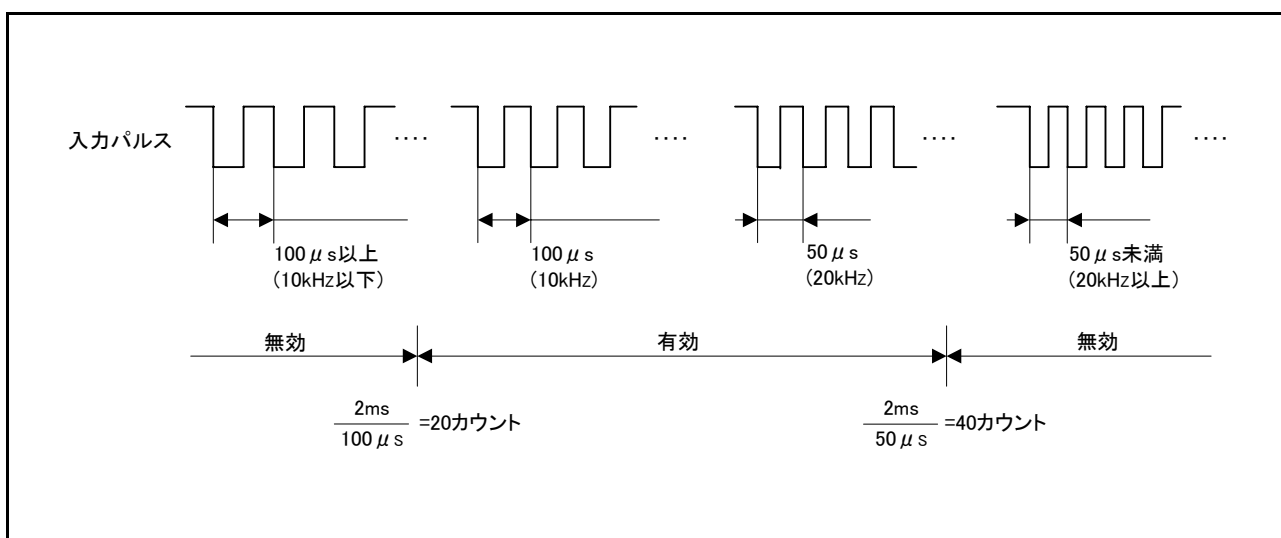 入力パルス
････
････
････
････
100μs以上
(10kHz以下)
100μs
(10kHz)
50μs
(20kHz)
50μs未満
(20kHz以上)
無効
有効
無効
2ms
100μs
=20カウント
2ms
50μs
=40カウント